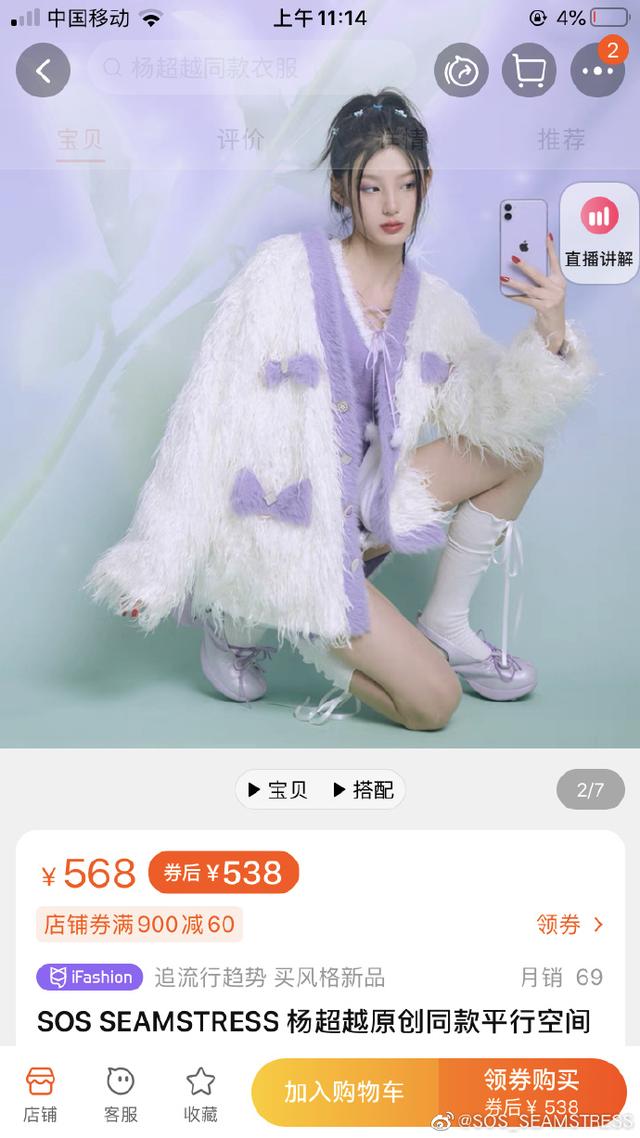 中国移动
上午11:14
4%
杨超越同款衣服
2
宝贝
评价
详情
推荐
直播讲解
宝贝
搭配
2/7
¥568
券后¥538
店铺券满900减60
领券
iFashion
追流行趋势 买风格新品
月销 69
SOS SEAMSTRESS 杨超越原创同款平行空间
店铺
客服
收藏
加入购物车
领券购买
券后¥538
@SOS_SEAMSTRESS